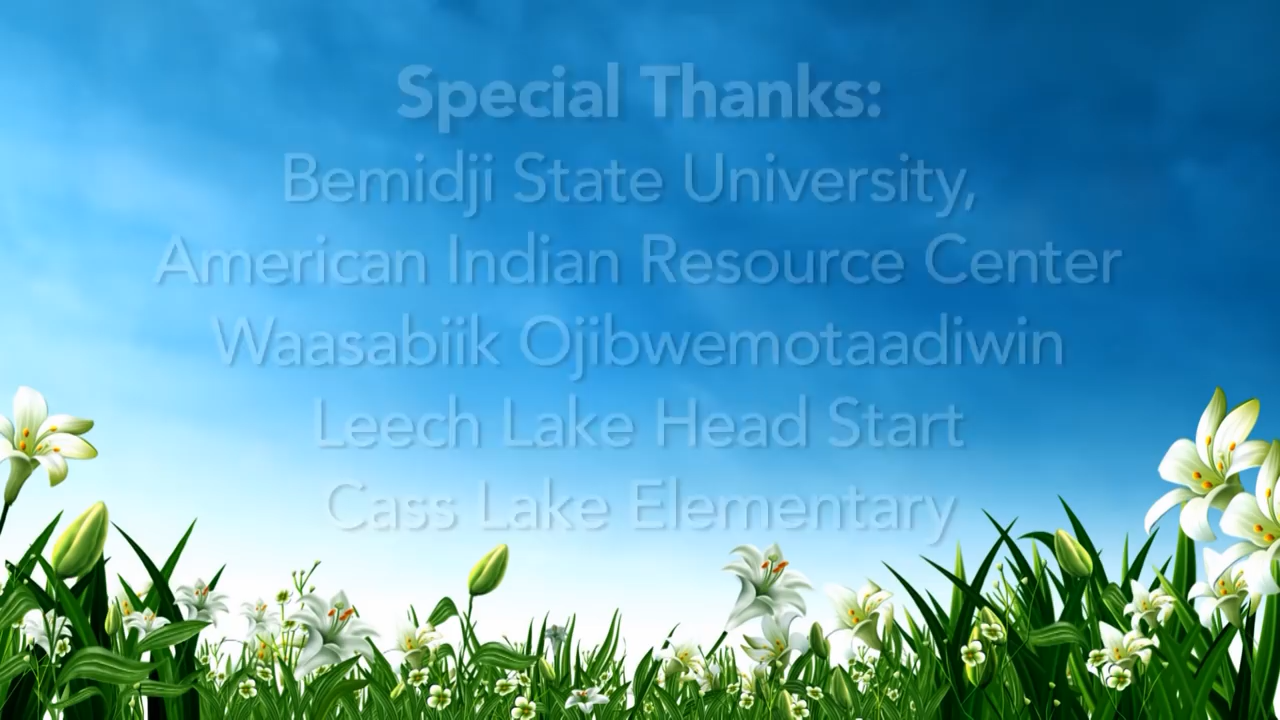 Special Thanks:
Bemidji State University,
American Indian Resource Center
Waasabiik Ojibwemotaadiwin
Leech Lake Head Start
Cass Lake Elementary